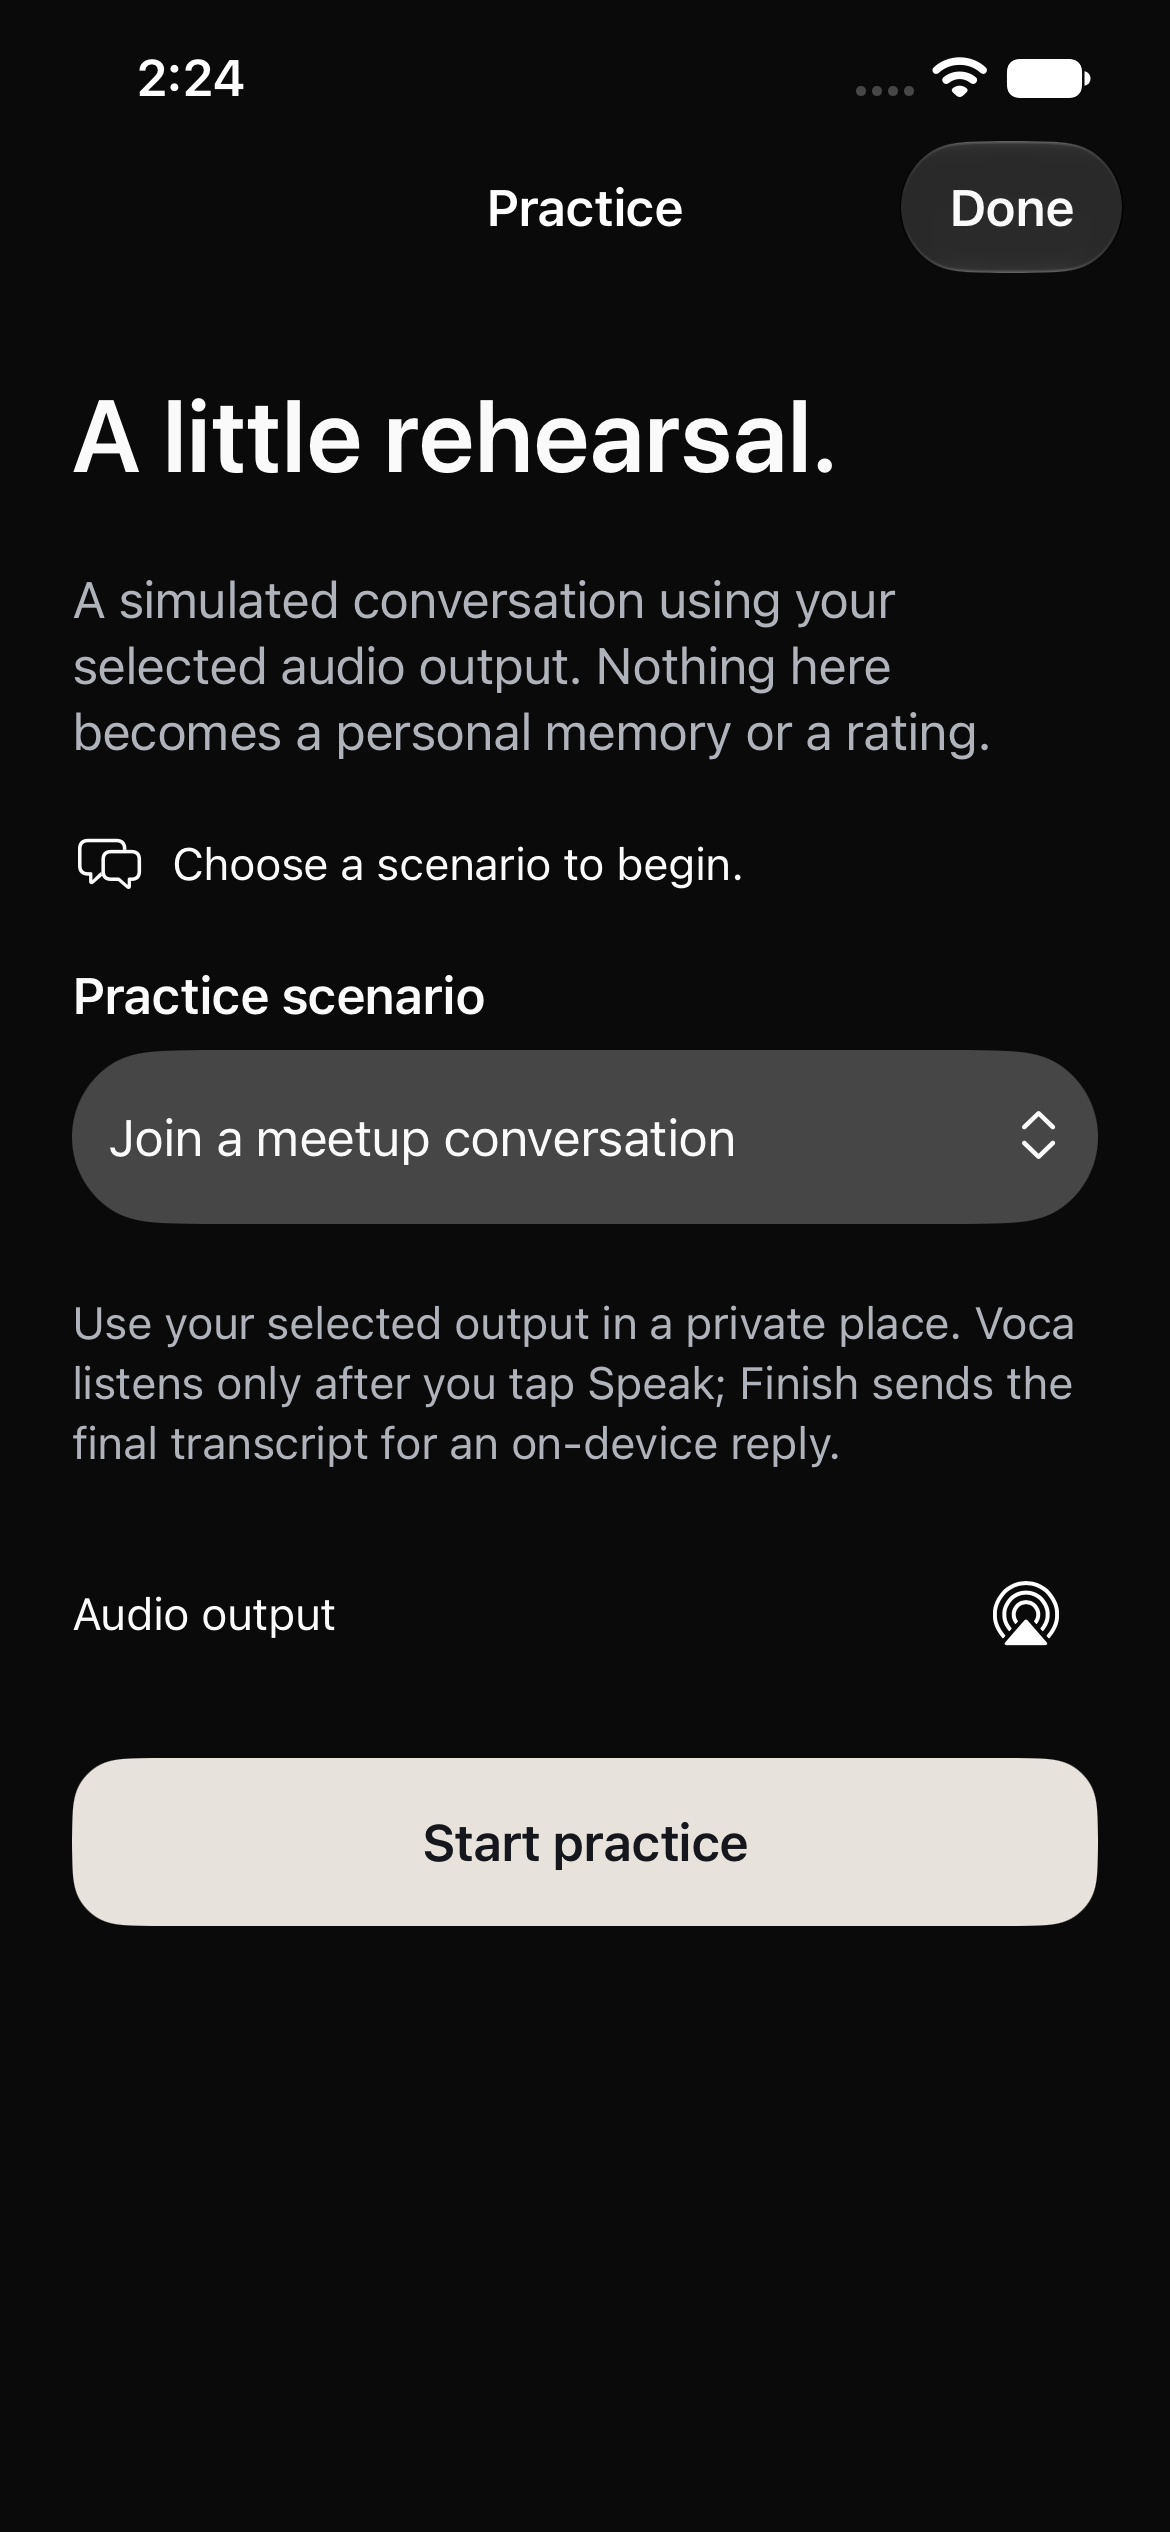 2:24
Practice
Done
A little rehearsal.
A simulated conversation using your
selected audio output. Nothing here
becomes a personal memory or a rating.
Choose a scenario to begin.
Practice scenario
Join a meetup conversation
Use your selected output in a private place. Voca
listens only after you tap Speak; Finish sends the
final transcript for an on-device reply.
Audio output
Start practice